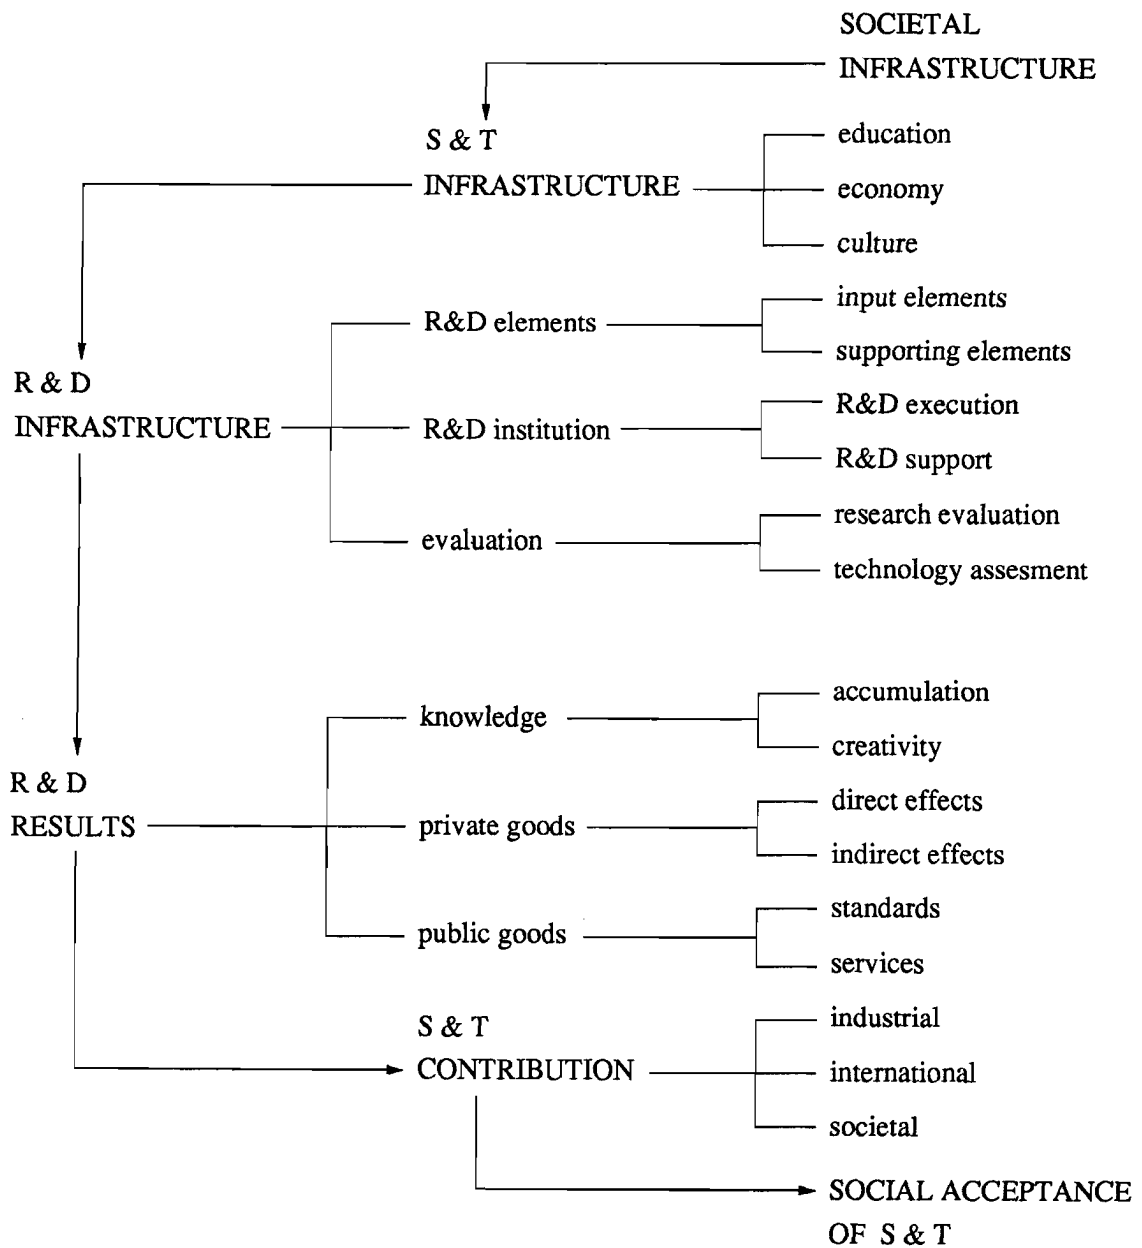 SOCIETAL
INFRASTRUCTURE
S & T
INFRASTRUCTURE
education
economy
culture
R & D
INFRASTRUCTURE
R&D elements
input elements
supporting elements
R&D institution
R&D execution
R&D support
evaluation
research evaluation
technology assesment
R & D
RESULTS
knowledge
accumulation
creativity
private goods
direct effects
indirect effects
public goods
standards
services
S & T
CONTRIBUTION
industrial
international
societal
SOCIAL ACCEPTANCE
OF S & T